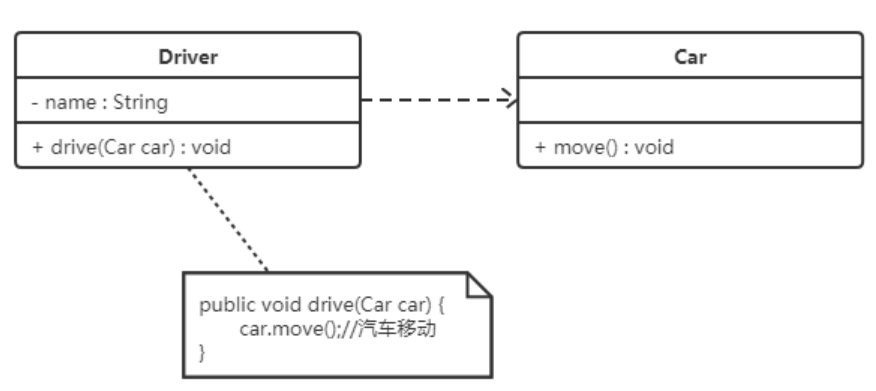 Driver
- name : String
+ drive(Car car) : void
Car
+ move() : void
public void drive(Car car) {
car.move();//汽车移动
}